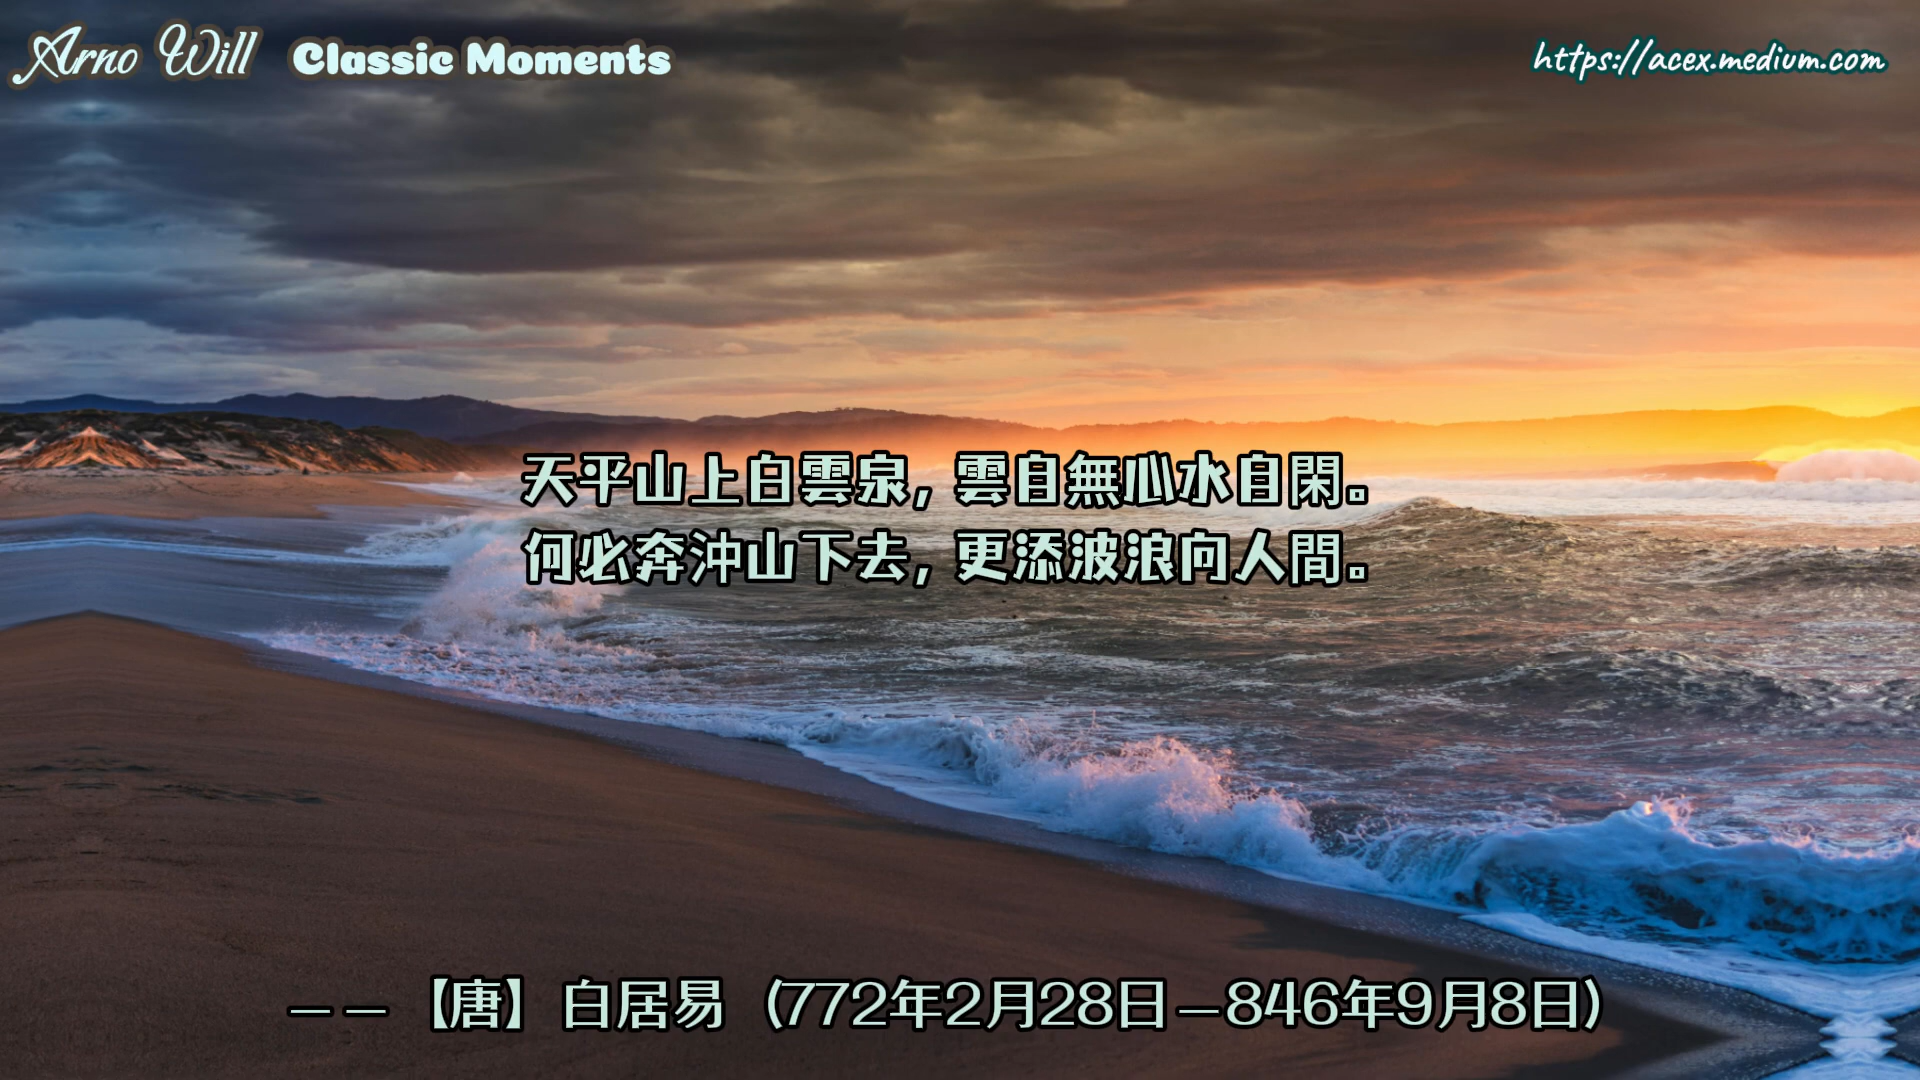 Arno Will Classic Moments
https://acex.medium.com
天平山上白雲泉，雲自無心水自閑。
何必奔沖山下去，更添波浪向人間。
——【唐】白居易（772年2月28日—846年9月8日）